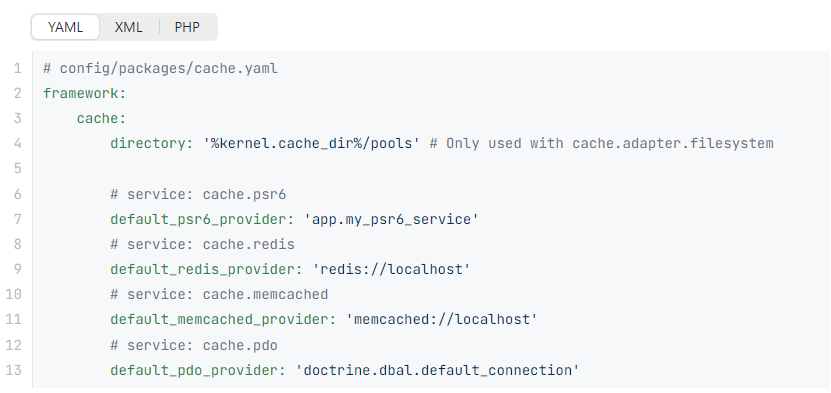 YAML XML PHP
1 # config/packages/cache.yaml
2 framework:
3     cache:
4         directory: '%kernel.cache_dir%/pools' # Only used with cache.adapter.filesystem
5
6         # service: cache.psr6
7         default_psr6_provider: 'app.my_psr6_service'
8         # service: cache.redis
9         default_redis_provider: 'redis://localhost'
10         # service: cache.memcached
11         default_memcached_provider: 'memcached://localhost'
12         # service: cache.pdo
13         default_pdo_provider: 'doctrine.dbal.default_connection'